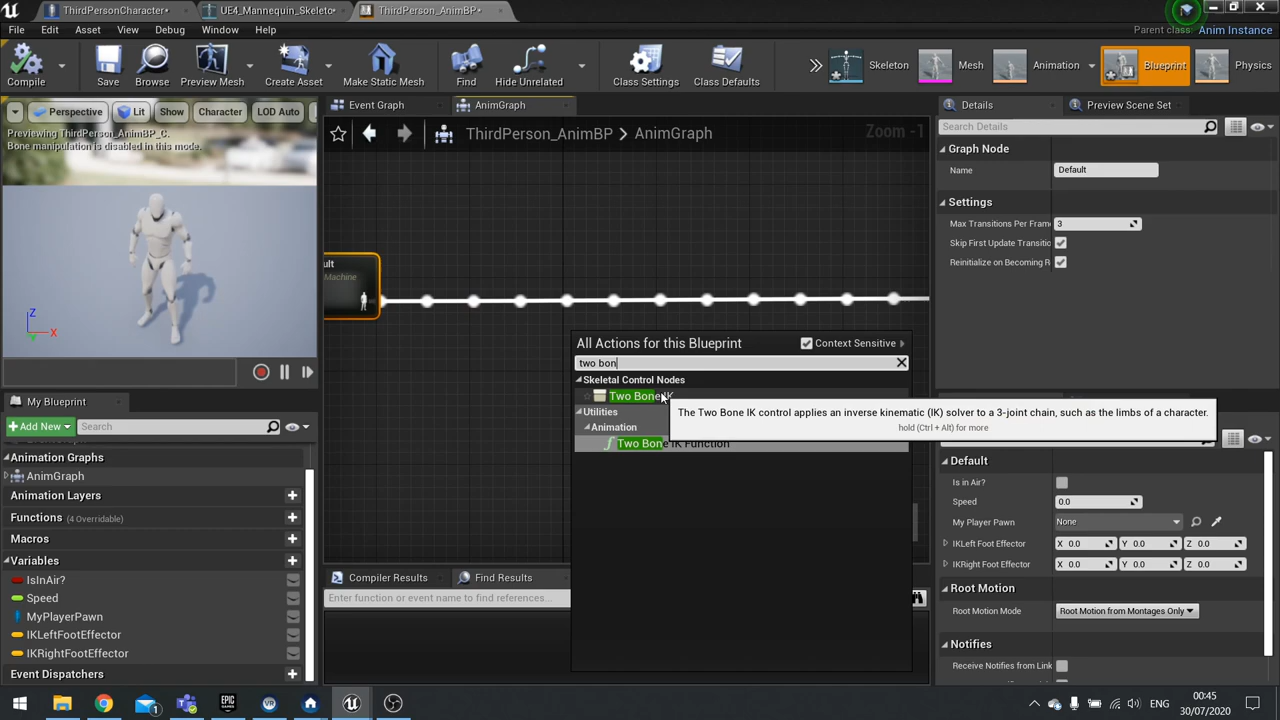 ThirdPersonCharacter•
UE4_Mannequin_Skeleto•
ThirdPerson_AnimBP•
File Edit Asset View Debug Window Help
Parent class: Anim Instance
Compile Save Browse Preview Mesh Create Asset Make Static Mesh Find Hide Unrelated Class Settings Class Defaults Skeleton Mesh Animation Blueprint Physics
Perspective Lit Show Character LOD Auto
Event Graph AnimGraph
Details Preview Scene Set
Previewing ThirdPerson_AnimBP_C.
Bone manipulation is disabled in this mode.
ThirdPerson_AnimBP > AnimGraph
Zoom -1
Search Details
Graph Node
Name Default
Settings
Max Transitions Per Fram 3
Skip First Update Transitio
Reinitialize on Becoming R
Z
X
Y
ult
Machine
All Actions for this Blueprint
Context Sensitive
two bon
Skeletal Control Nodes
Two Bone IK
Utilities
Animation
Two Bone IK Function
The Two Bone IK control applies an inverse kinematic (IK) solver to a 3-joint chain, such as the limbs of a character.
hold (Ctrl + Alt) for more
My Blueprint
Add New Search
Animation Graphs
AnimGraph
Animation Layers
Functions (4 Overridable)
Macros
Variables
IsInAir?
Speed
MyPlayerPawn
IKLeftFootEffector
IKRightFootEffector
Event Dispatchers
Compiler Results Find Results
Enter function or event name to find references...
Default
Is in Air?
Speed 0.0
My Player Pawn None
IKLeft Foot Effector X 0.0 Y 0.0 Z 0.0
IKRight Foot Effector X 0.0 Y 0.0 Z 0.0
Root Motion
Root Motion Mode Root Motion from Montages Only
Notifies
Receive Notifies from Link
EPIC GAMES
ENG
00:45
30/07/2020